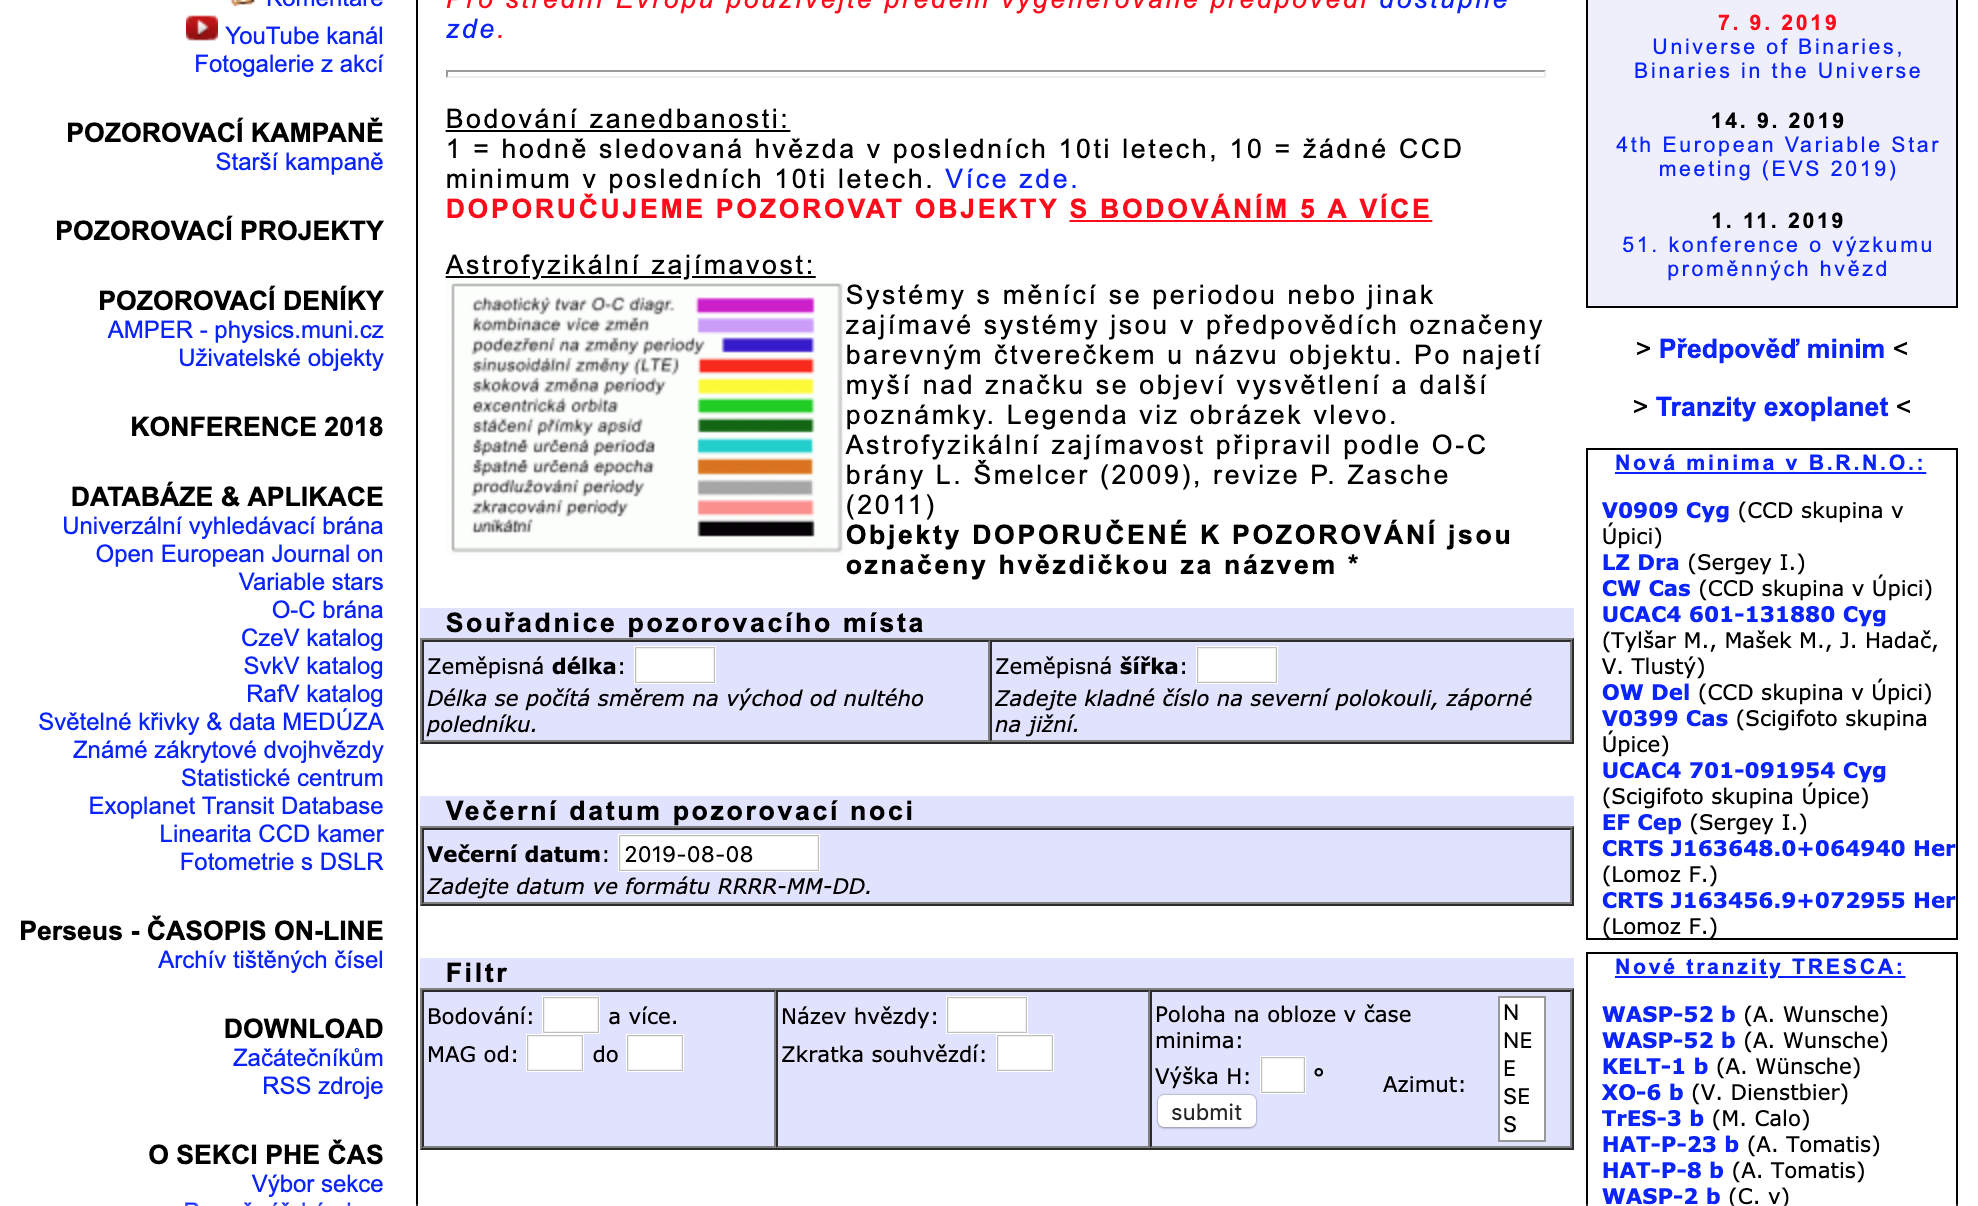 Komentáře
YouTube kanál
Fotogalerie z akcí
POZOROVACÍ KAMPANĚ
Starší kampaně
POZOROVACÍ PROJEKTY
POZOROVACÍ DENÍKY
AMPER - physics.muni.cz
Uživatelské objekty
KONFERENCE 2018
DATABÁZE & APLIKACE
Univerzální vyhledávací brána
Open European Journal on
Variable stars
O-C brána
CzeV katalog
SvkV katalog
RafV katalog
Světelné křivky & data MEDÚZA
Známé zákrytové dvojhvězdy
Statistické centrum
Exoplanet Transit Database
Linearita CCD kamer
Fotometrie s DSLR
Perseus - ČASOPIS ON-LINE
Archív tištěných čísel
DOWNLOAD
Začátečníkům
RSS zdroje
O SEKCI PHE ČAS
Výbor sekce
Pro střední Evropu používejte předem vygenerované předpovědi dostupné
zde.
Bodování zanedbanosti:
1 = hodně sledovaná hvězda v posledních 10ti letech, 10 = žádné CCD
minimum v posledních 10ti letech. Více zde.
DOPORUČUJEME POZOROVAT OBJEKTY S BODOVÁNÍM 5 A VÍCE
Astrofyzikální zajímavost:
chaotický tvar O-C diagr.
kombinace více změn
podezření na změny periody
sinusoidální změny (LTE)
skoková změna periody
excentrická orbita
stáčení přímky apsid
špatně určená perioda
špatně určená epocha
prodlužování periody
zkracování periody
unikátní
Systémy s měnící se periodou nebo jinak
zajímavé systémy jsou v předpovědích označeny
barevným čtverečkem u názvu objektu. Po najetí
myší nad značku se objeví vysvětlení a další
poznámky. Legenda viz obrázek vlevo.
Astrofyzikální zajímavost připravil podle O-C
brány L. Šmelcer (2009), revize P. Zasche
(2011)
Objekty DOPORUČENÉ K POZOROVÁNÍ jsou
označeny hvězdičkou za názvem *
Souřadnice pozorovacího místa
Zeměpisná délka:
Délka se počítá směrem na východ od nultého
poledníku.
Zeměpisná šířka:
Zadejte kladné číslo na severní polokouli, záporné
na jižní.
Večerní datum pozorovací noci
Večerní datum: 2019-08-08
Zadejte datum ve formátu RRRR-MM-DD.
Filtr
Bodování: a více.
MAG od: do
Název hvězdy:
Zkratka souhvězdí:
Poloha na obloze v čase
minima:
Výška H: °
submit
Azimut:
N
NE
E
SE
S
7. 9. 2019
Universe of Binaries,
Binaries in the Universe
14. 9. 2019
4th European Variable Star
meeting (EVS 2019)
1. 11. 2019
51. konference o výzkumu
proměnných hvězd
> Předpověď minim <
> Tranzity exoplanet <
Nová minima v B.R.N.O.:
V0909 Cyg (CCD skupina v
Úpici)
LZ Dra (Sergey I.)
CW Cas (CCD skupina v Úpici)
UCAC4 601-131880 Cyg
(Tylšar M., Mašek M., J. Hadač,
V. Tlustý)
OW Del (CCD skupina v Úpici)
V0399 Cas (Scigifoto skupina
Úpice)
UCAC4 701-091954 Cyg
(Scigifoto skupina Úpice)
EF Cep (Sergey I.)
CRTS J163648.0+064940 Her
(Lomoz F.)
CRTS J163456.9+072955 Her
(Lomoz F.)
Nové tranzity TRESCA:
WASP-52 b (A. Wunsche)
WASP-52 b (A. Wunsche)
KELT-1 b (A. Wünsche)
XO-6 b (V. Dienstbier)
TrES-3 b (M. Calo)
HAT-P-23 b (A. Tomatis)
HAT-P-8 b (A. Tomatis)
WASP-2 b (C. v)